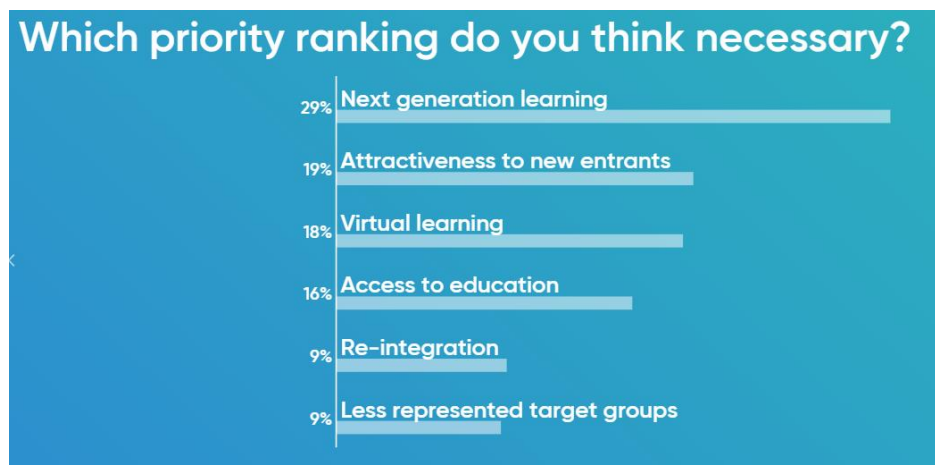 Which priority ranking do you think necessary?
29% Next generation learning
19% Attractiveness to new entrants
18% Virtual learning
16% Access to education
9% Re-integration
9% Less represented target groups